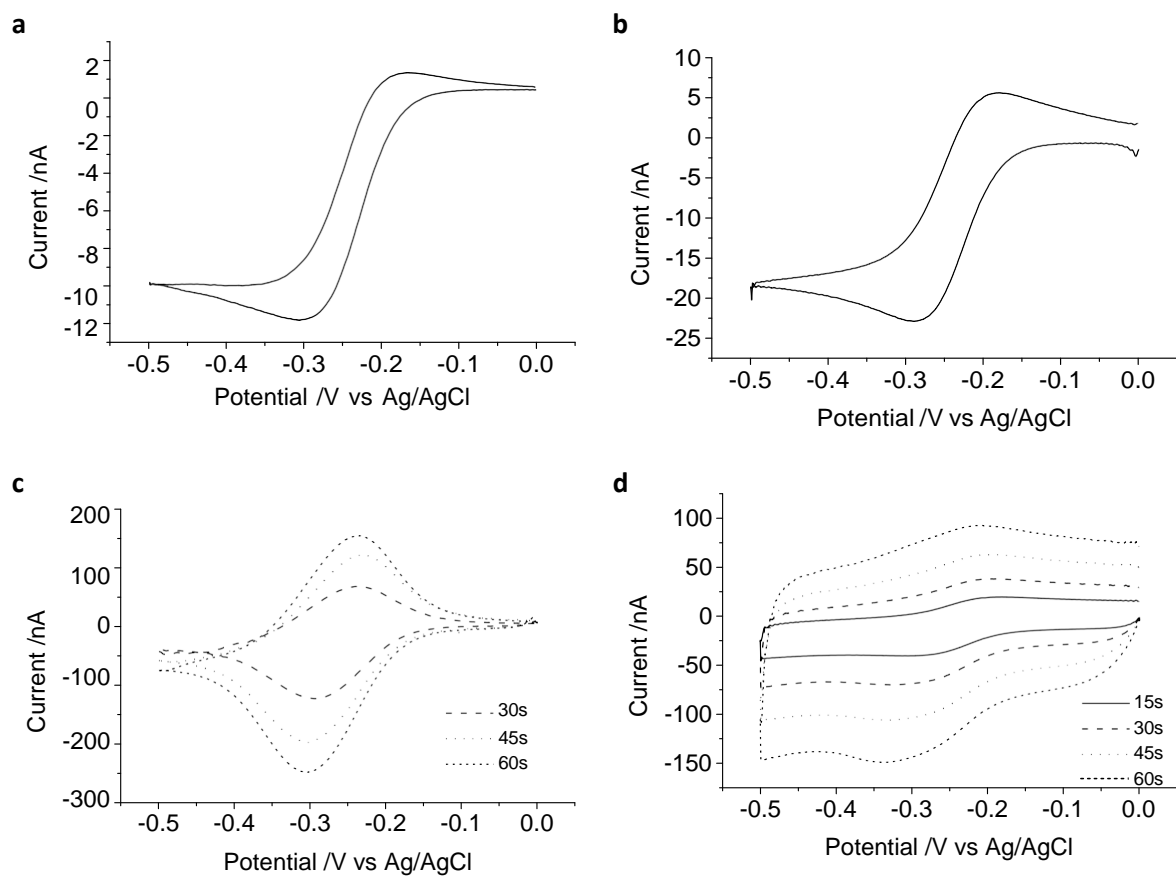 a
2
0
-2
-4
-6
-8
-10
-12
Current /nA
-0.5 -0.4 -0.3 -0.2 -0.1 0.0
Potential /V vs Ag/AgCl
b
10
5
0
-5
-10
-15
-20
-25
Current /nA
-0.5 -0.4 -0.3 -0.2 -0.1 0.0
Potential /V vs Ag/AgCl
c
200
100
0
-100
-200
-300
Current /nA
30s
45s
60s
-0.5 -0.4 -0.3 -0.2 -0.1 0.0
Potential /V vs Ag/AgCl
d
100
50
0
-50
-100
-150
Current /nA
15s
30s
45s
60s
-0.5 -0.4 -0.3 -0.2 -0.1 0.0
Potential /V vs Ag/AgCl